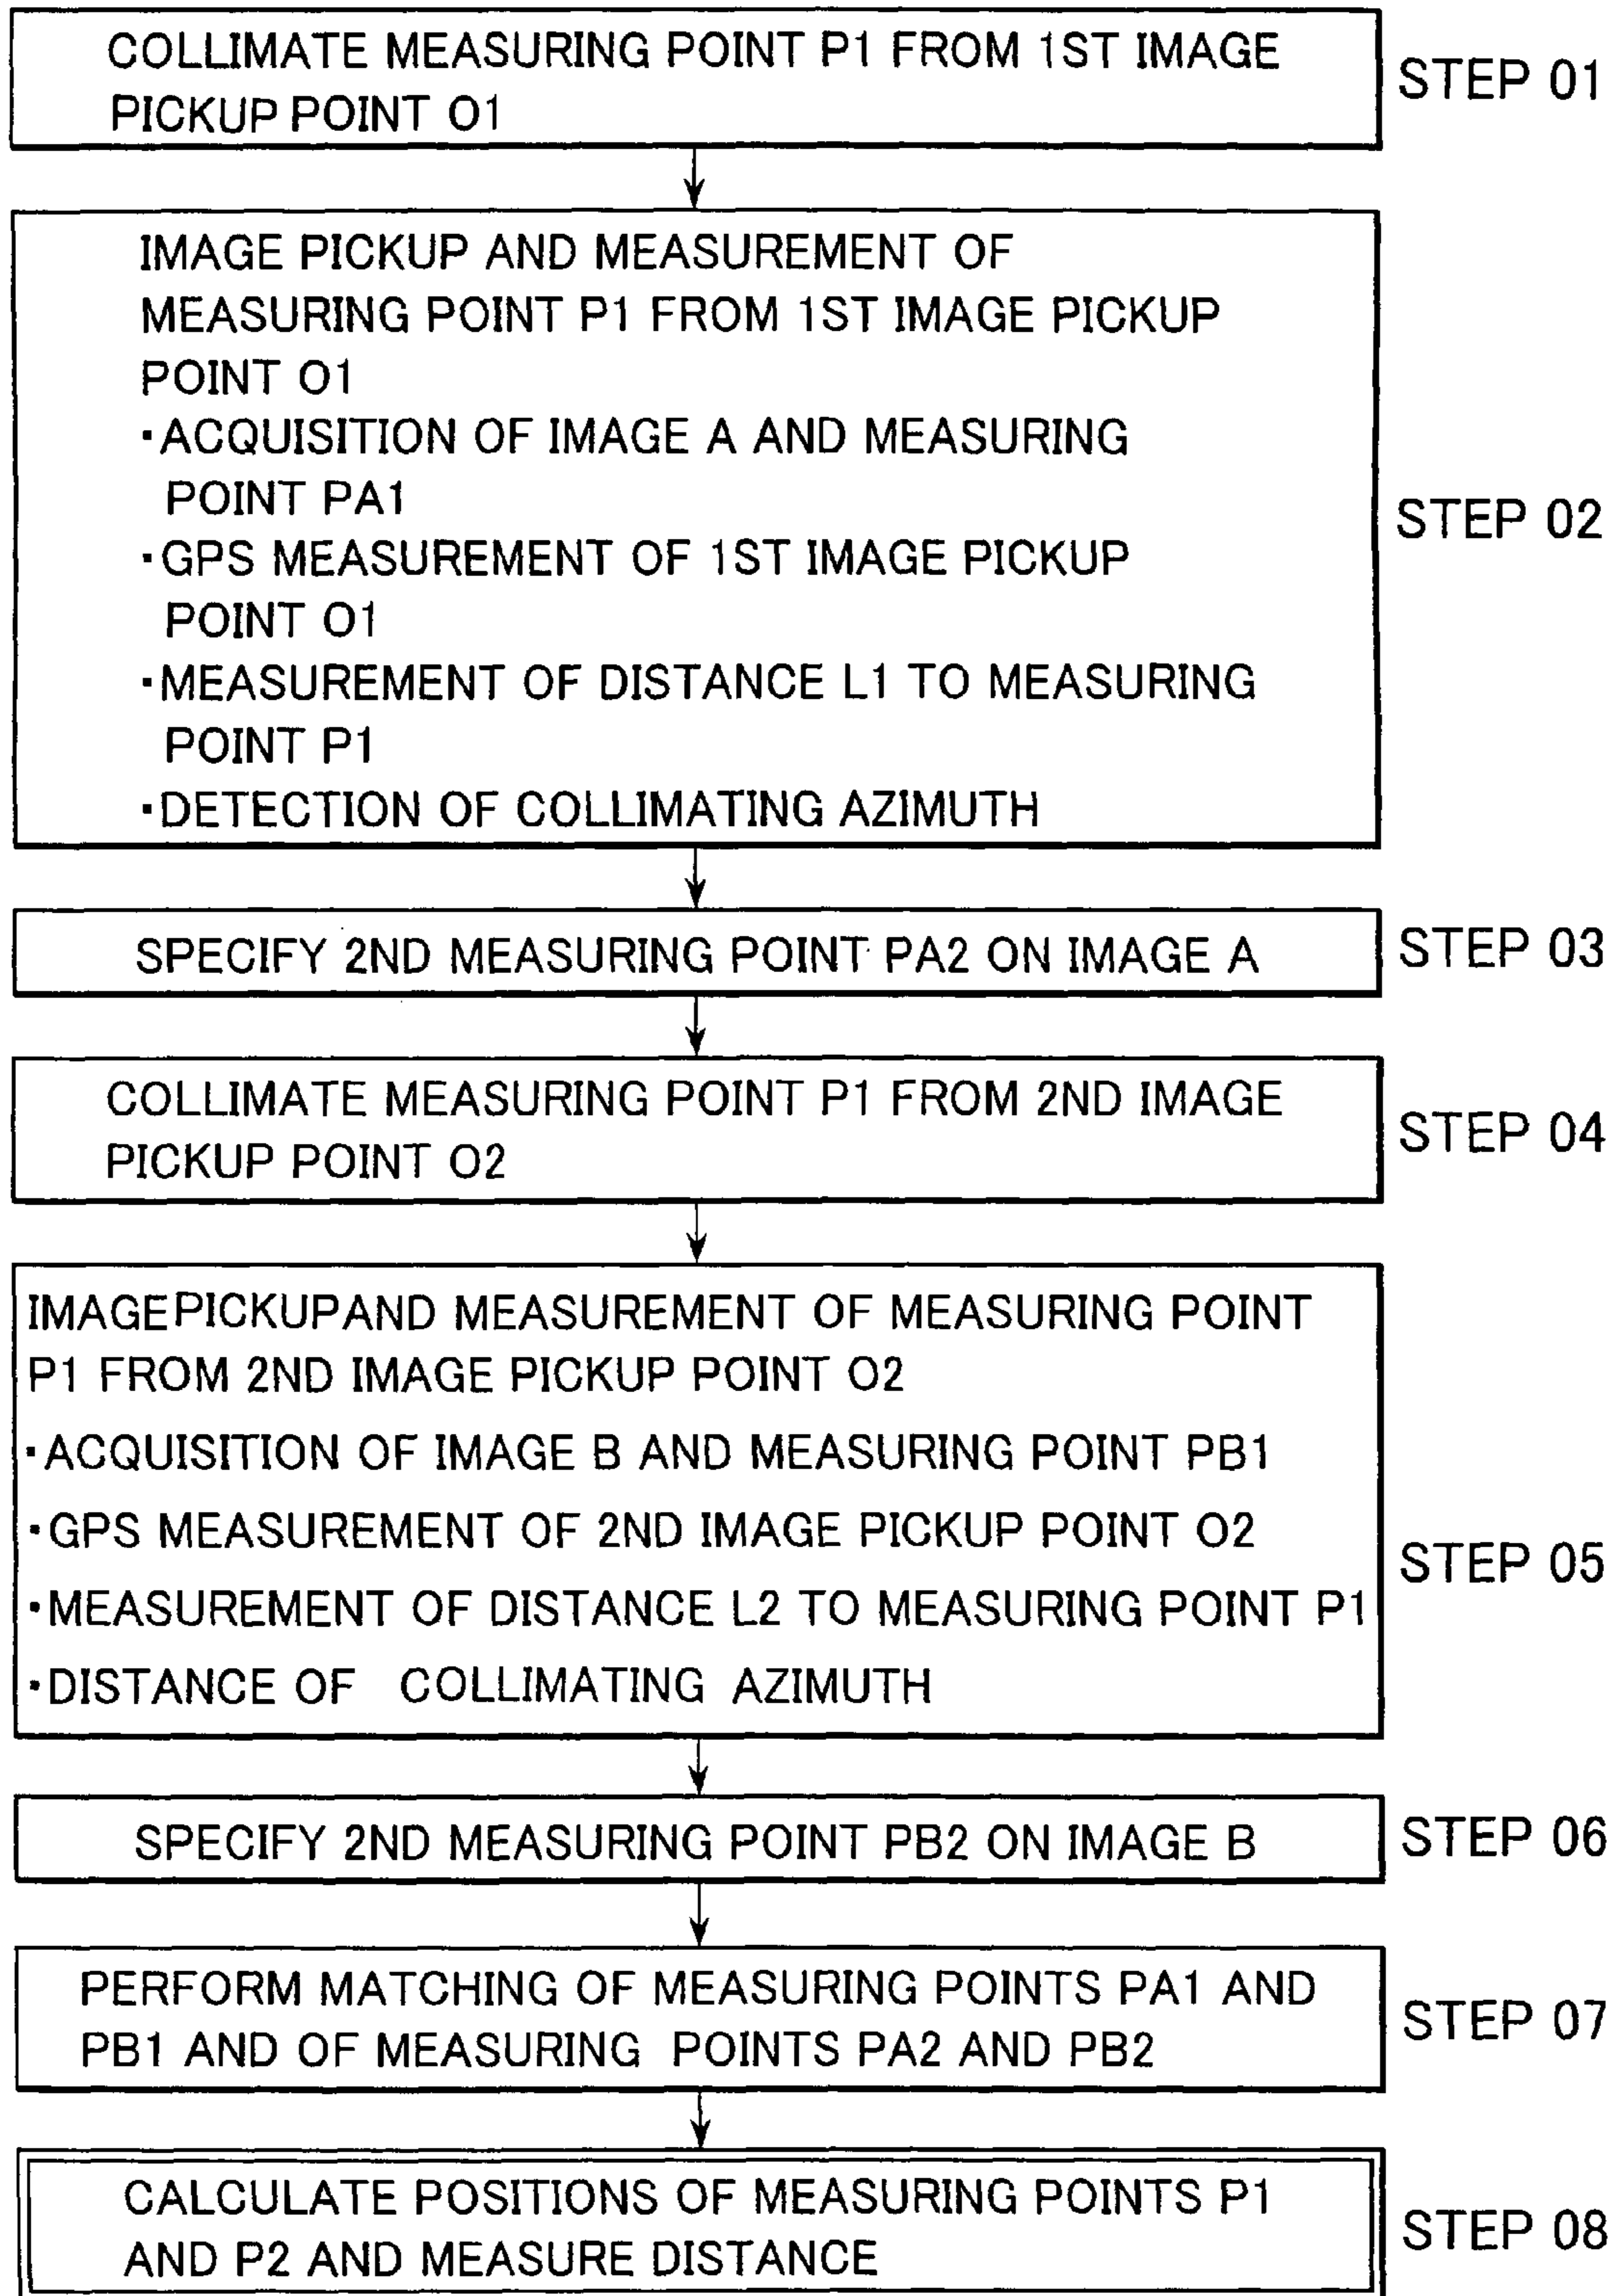 COLLIMATE MEASURING POINT P1 FROM 1ST IMAGE
PICKUP POINT O1
STEP 01
IMAGE PICKUP AND MEASUREMENT OF
MEASURING POINT P1 FROM 1ST IMAGE PICKUP
POINT O1
・ACQUISITION OF IMAGE A AND MEASURING
POINT PA1
・GPS MEASUREMENT OF 1ST IMAGE PICKUP
POINT O1
・MEASUREMENT OF DISTANCE L1 TO MEASURING
POINT P1
・DETECTION OF COLLIMATING AZIMUTH
STEP 02
SPECIFY 2ND MEASURING POINT PA2 ON IMAGE A
STEP 03
COLLIMATE MEASURING POINT P1 FROM 2ND IMAGE
PICKUP POINT O2
STEP 04
IMAGE PICKUP AND MEASUREMENT OF MEASURING POINT
P1 FROM 2ND IMAGE PICKUP POINT O2
・ACQUISITION OF IMAGE B AND MEASURING POINT PB1
・GPS MEASUREMENT OF 2ND IMAGE PICKUP POINT O2
・MEASUREMENT OF DISTANCE L2 TO MEASURING POINT P1
・DISTANCE OF COLLIMATING AZIMUTH
STEP 05
SPECIFY 2ND MEASURING POINT PB2 ON IMAGE B
STEP 06
PERFORM MATCHING OF MEASURING POINTS PA1 AND
PB1 AND OF MEASURING POINTS PA2 AND PB2
STEP 07
CALCULATE POSITIONS OF MEASURING POINTS P1
AND P2 AND MEASURE DISTANCE
STEP 08